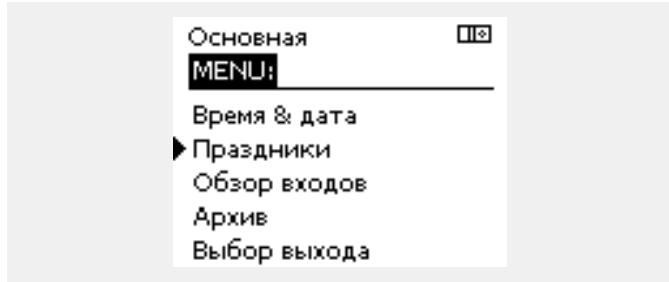 Основная
MENU:
Время & дата
Праздники
Обзор входов
Архив
Выбор выхода